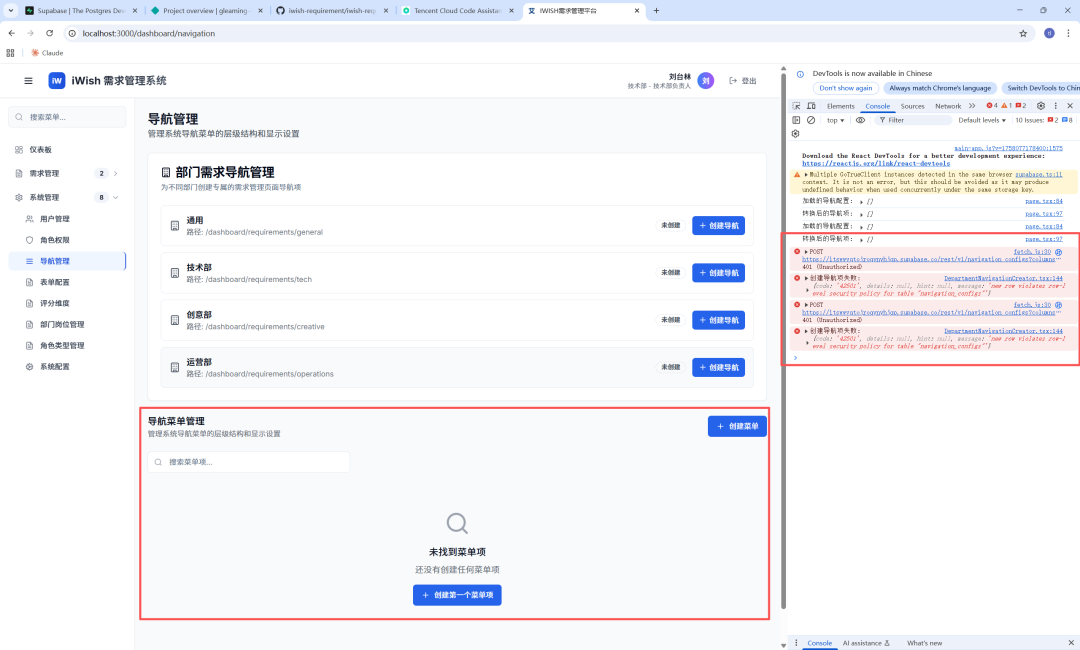 Supabase | The Postgres De
Project overview | gleaming
iwish-requirement/iwish-req
Tencent Cloud Code Assistan
iWISH需求管理平台
localhost:3000/dashboard/navigation
Claude
iW iWish 需求管理系统
刘台林
技术部 - 技术部负责人
刘
登出
搜索菜单...
仪表板
需求管理 2
系统管理 8
用户管理
角色权限
导航管理
表单配置
评分维度
部门岗位管理
角色类型管理
系统配置
导航管理
管理系统导航菜单的层级结构和显示设置
部门需求导航管理
为不同部门创建专属的需求管理页面导航项
通用
路径: /dashboard/requirements/general
未创建
创建导航
技术部
路径: /dashboard/requirements/tech
未创建
创建导航
创意部
路径: /dashboard/requirements/creative
未创建
创建导航
运营部
路径: /dashboard/requirements/operations
未创建
创建导航
导航菜单管理
管理系统导航菜单的层级结构和显示设置
创建菜单
搜索菜单项...
未找到菜单项
还没有创建任何菜单项
创建第一个菜单项
DevTools is now available in Chinese
Don't show again Always match Chrome's language Switch DevTools to Chin
Elements Console Sources Network 4 1 2
top Filter Default levels 10 Issues: 2 8
main-app.js?v=1758077178400:1575
Download the React DevTools for a better development experience:
https://reactjs.org/link/react-devtools
Multiple GoTrueClient instances detected in the same browser supabase.ts:11
context. It is not an error, but this should be avoided as it may produce
undefined behavior when used concurrently under the same storage key.
加载的导航配置: [] page.tsx:84
转换后的导航项: [] page.tsx:97
加载的导航配置: [] page.tsx:84
转换后的导航项: [] page.tsx:97
POST fetch.js:30
401 (Unauthorized)
创建导航项失败: DepartmentNavigationCreator.tsx:144
{code: '42501', details: null, hint: null, message: 'new row violates row-l
evel security policy for table "navigation_configs"'}
POST fetch.js:30
401 (Unauthorized)
创建导航项失败: DepartmentNavigationCreator.tsx:144
{code: '42501', details: null, hint: null, message: 'new row violates row-l
evel security policy for table "navigation_configs"'}
Console AI assistance What's new